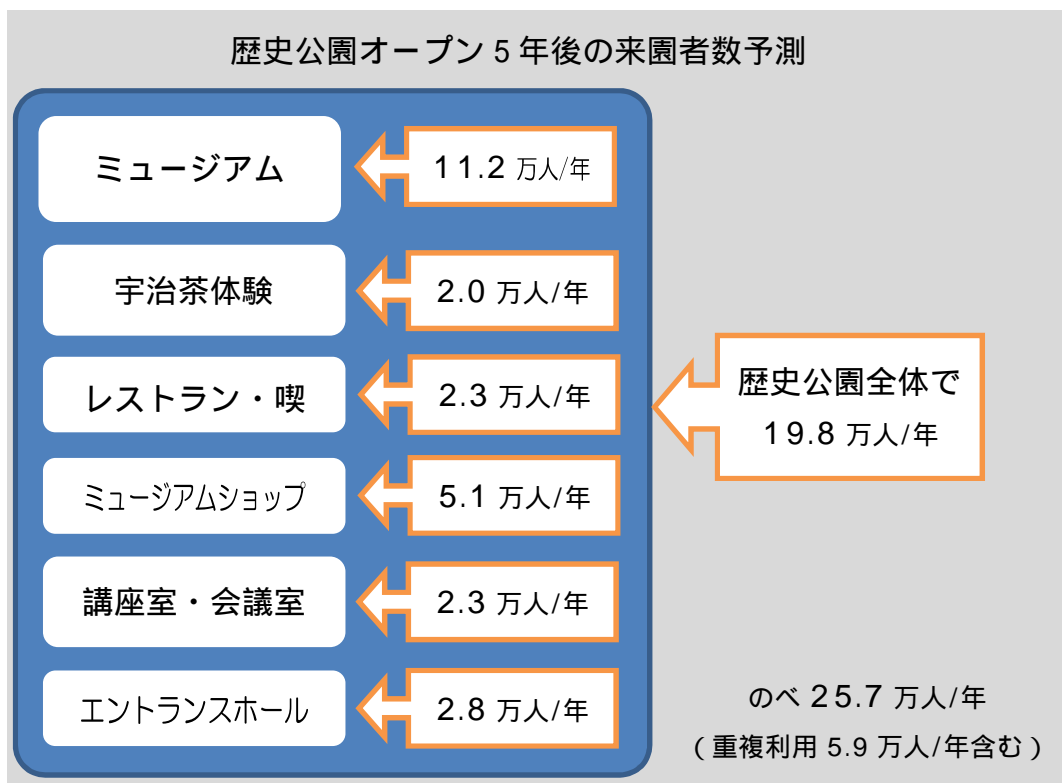 歴史公園オープン 5 年後の来園者数予測
ミュージアム
11.2 万人/年
宇治茶体験
2.0 万人/年
レストラン・喫
2.3 万人/年
ミュージアムショップ
5.1 万人/年
講座室・会議室
2.3 万人/年
エントランスホール
2.8 万人/年
歴史公園全体で
19.8 万人/年
のべ 25.7 万人/年
(重複利用 5.9 万人/年含む)